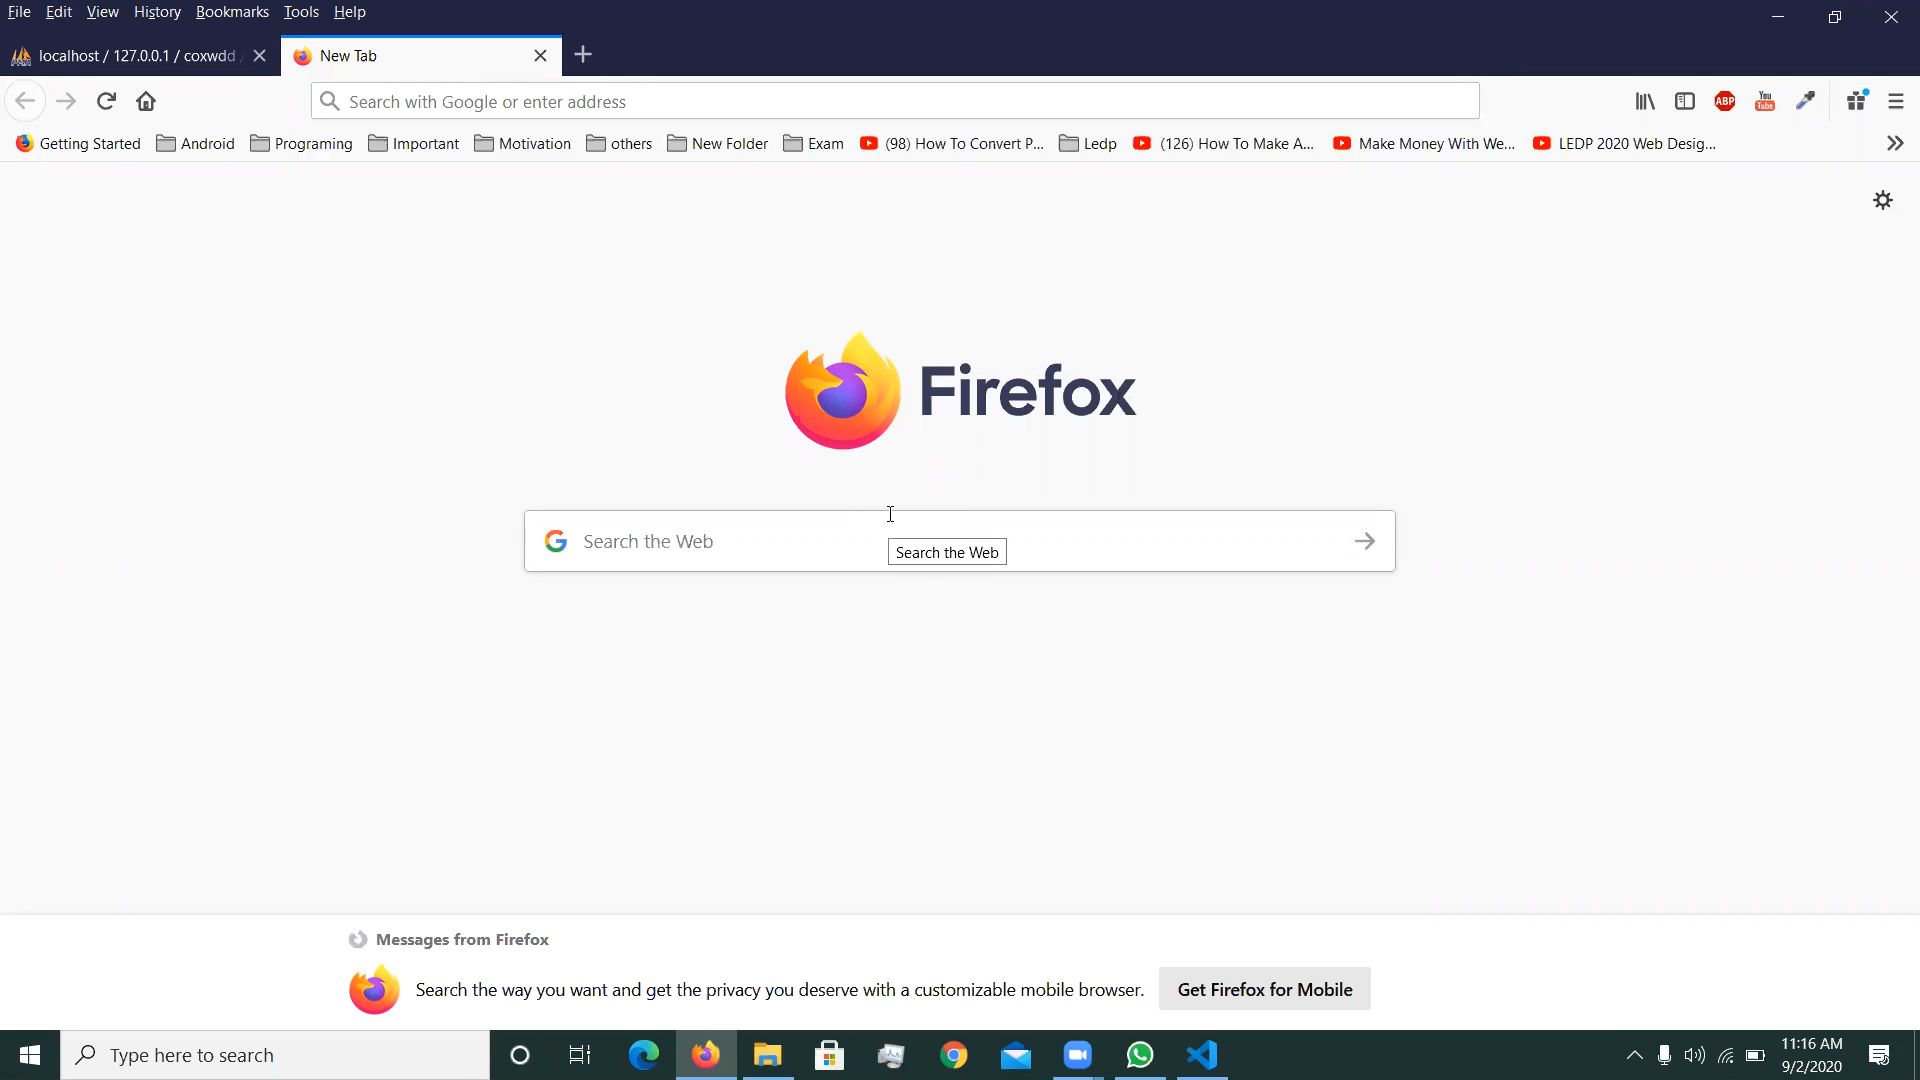 File Edit View History Bookmarks Tools Help
localhost / 127.0.0.1 / coxwdd / New Tab
Search with Google or enter address
ABP You Tube
Getting Started Android Programing Important Motivation others New Folder Exam (98) How To Convert P... Ledp (126) How To Make A... Make Money With We... LEDP 2020 Web Desig...
Firefox
Search the Web
Search the Web
Messages from Firefox
Search the way you want and get the privacy you deserve with a customizable mobile browser. Get Firefox for Mobile
Type here to search
11:16 AM
9/2/2020